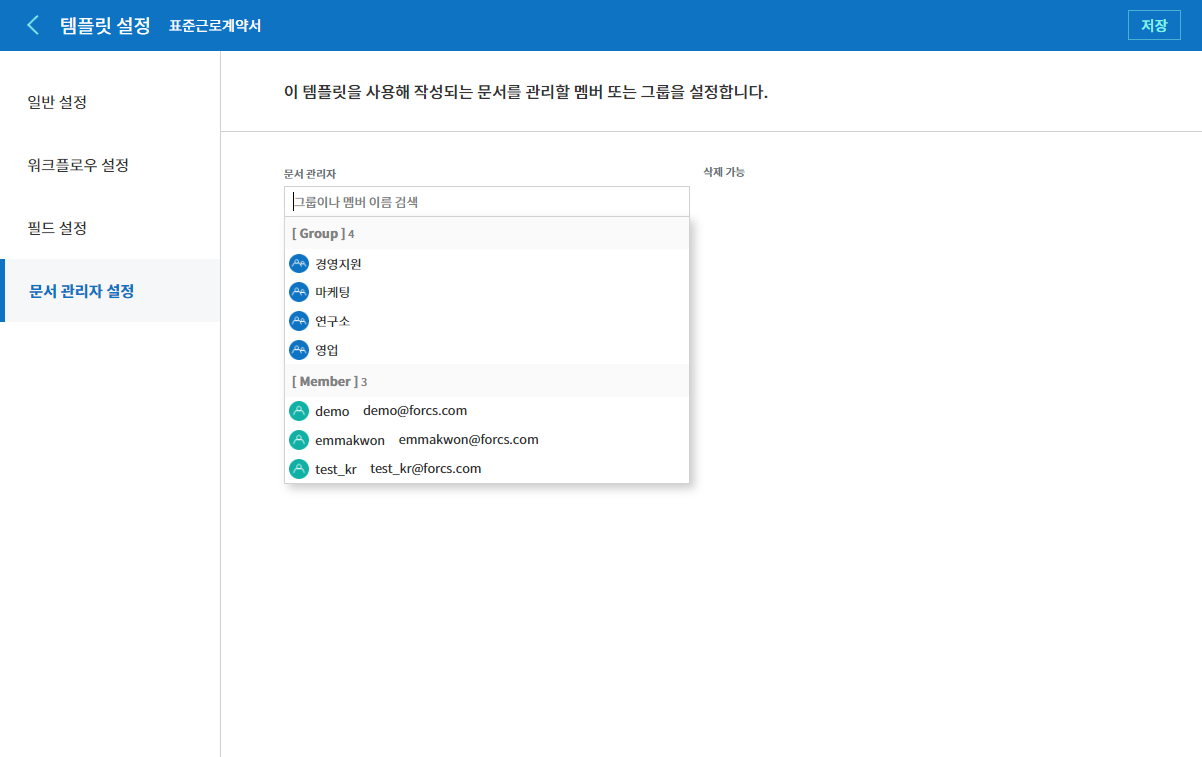 템플릿 설정 표준근로계약서 저장
일반 설정
워크플로우 설정
필드 설정
문서 관리자 설정
이 템플릿을 사용해 작성되는 문서를 관리할 멤버 또는 그룹을 설정합니다.
문서 관리자 삭제 가능
그룹이나 멤버 이름 검색
[ Group ] 4
경영지원
마케팅
연구소
영업
[ Member ] 3
demo demo@forcs.com
emmakwon emmakwon@forcs.com
test_kr test_kr@forcs.com